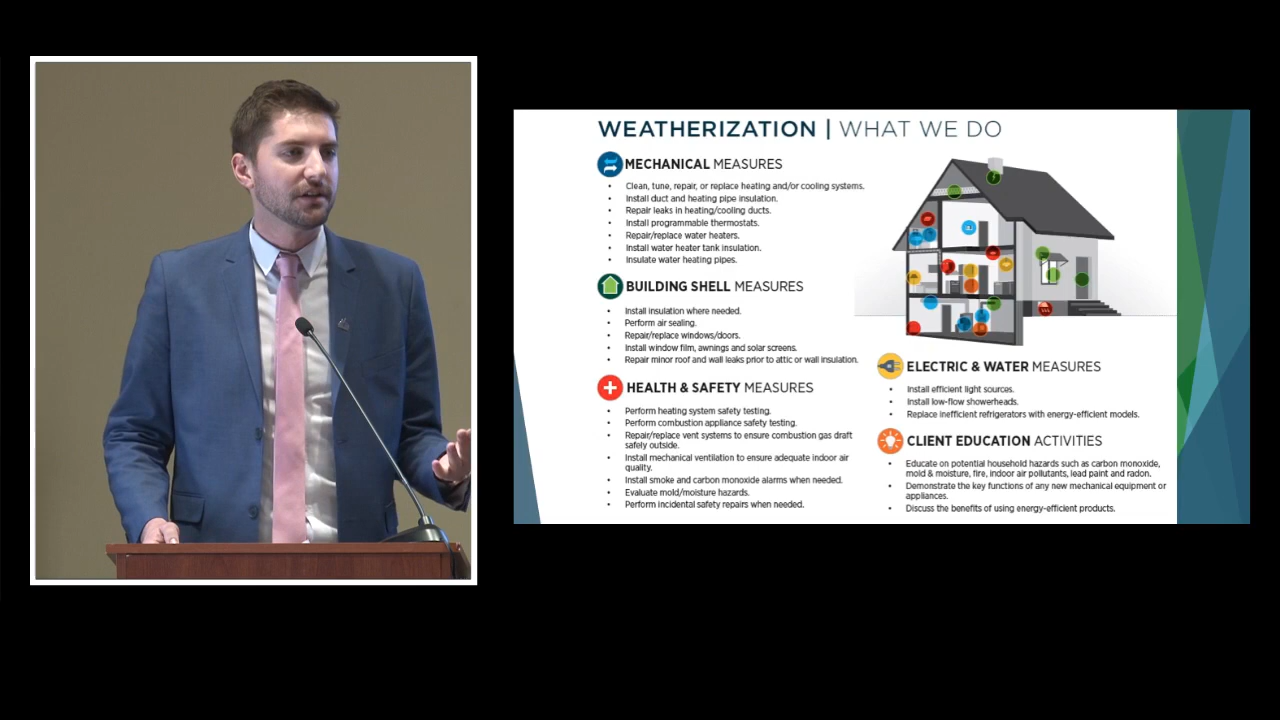 WEATHERIZATION | WHAT WE DO
MECHANICAL MEASURES
• Clean, tune, repair, or replace heating and/or cooling systems.
• Install duct and heating pipe insulation.
• Repair leaks in heating/cooling ducts.
• Install programmable thermostats.
• Repair/replace water heaters.
• Install water heater tank insulation.
• Insulate water heating pipes.
BUILDING SHELL MEASURES
• Install insulation where needed.
• Perform air sealing.
• Repair/replace windows/doors.
• Install window film, awnings and solar screens.
• Repair minor roof and wall leaks prior to attic or wall insulation.
HEALTH & SAFETY MEASURES
• Perform heating system safety testing.
• Perform combustion appliance safety testing.
• Repair/replace vent systems to ensure combustion gas draft
safely outside.
• Install mechanical ventilation to ensure adequate indoor air
quality.
• Install smoke and carbon monoxide alarms when needed.
• Evaluate mold/moisture hazards.
• Perform incidental safety repairs when needed.
ELECTRIC & WATER MEASURES
• Install efficient light sources.
• Install low-flow showerheads.
• Replace inefficient refrigerators with energy-efficient models.
CLIENT EDUCATION ACTIVITIES
• Educate on potential household hazards such as carbon monoxide,
mold & moisture, fire, indoor air pollutants, lead paint and radon.
• Demonstrate the key functions of any new mechanical equipment or
appliances.
• Discuss the benefits of using energy-efficient products.